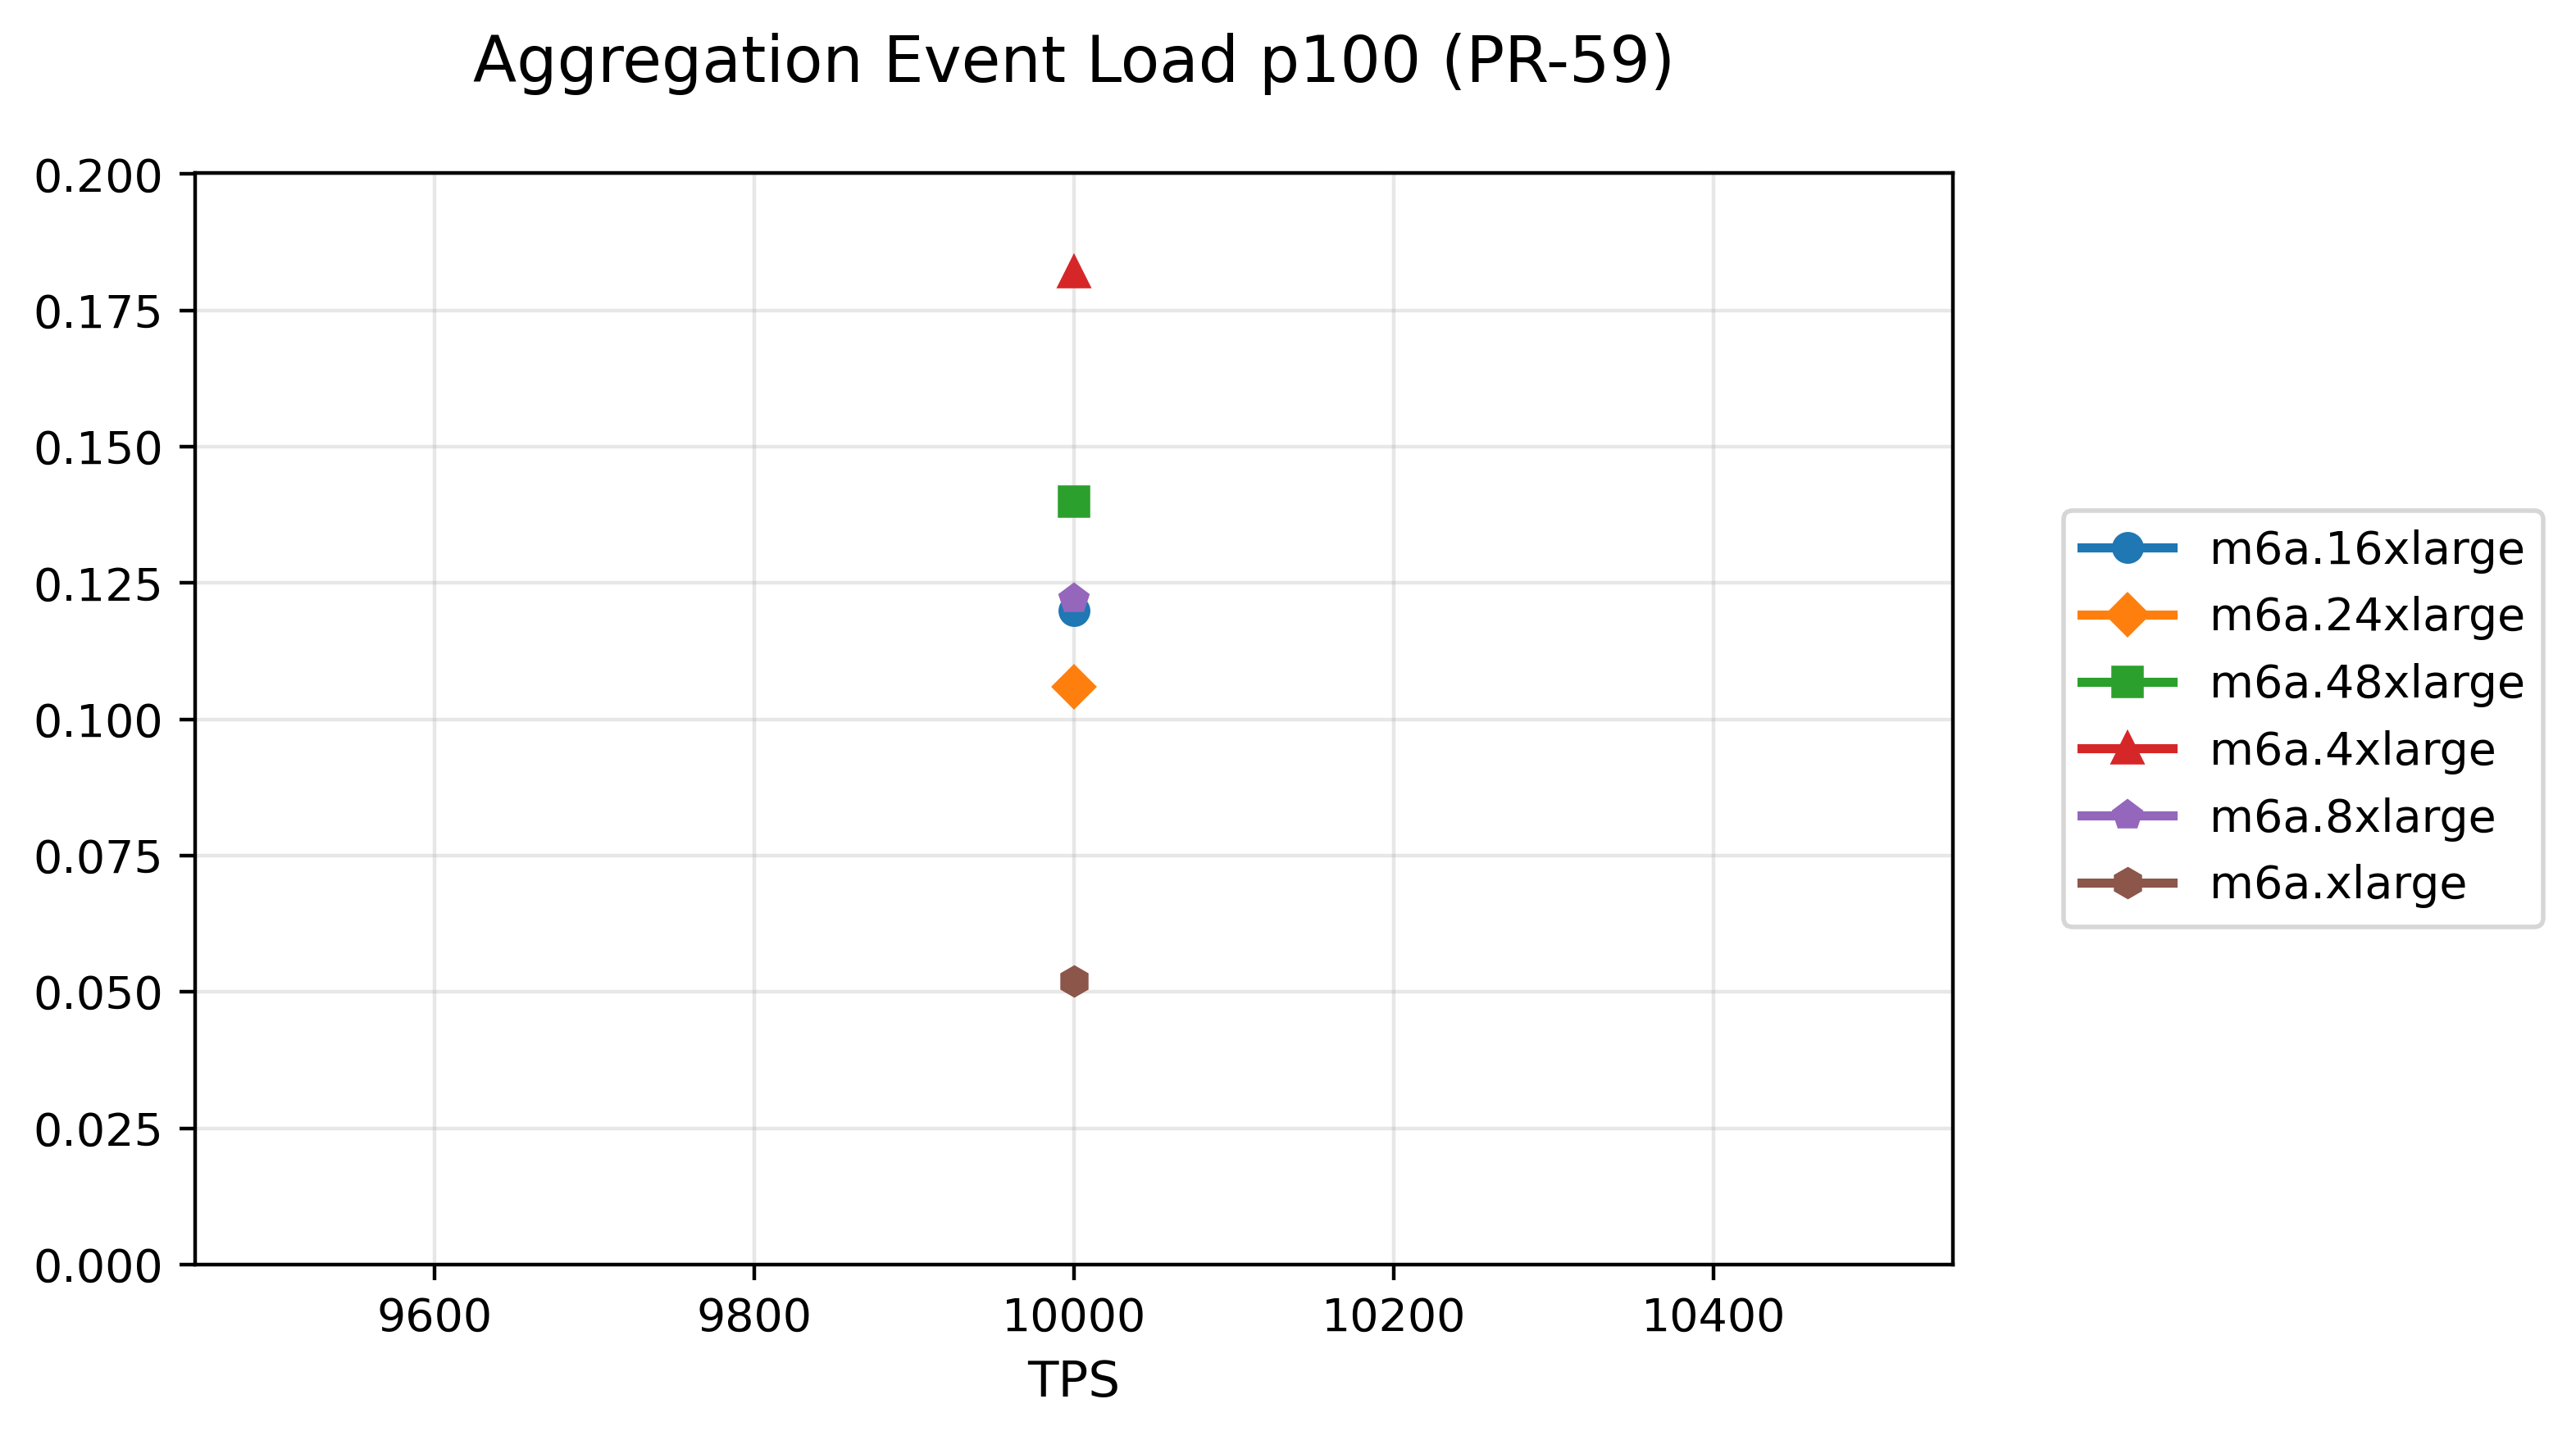 Aggregation Event Load p100 (PR-59)
0.200
0.175
0.150
0.125
0.100
0.075
0.050
0.025
0.000
9600 9800 10000 10200 10400
TPS
m6a.16xlarge
m6a.24xlarge
m6a.48xlarge
m6a.4xlarge
m6a.8xlarge
m6a.xlarge